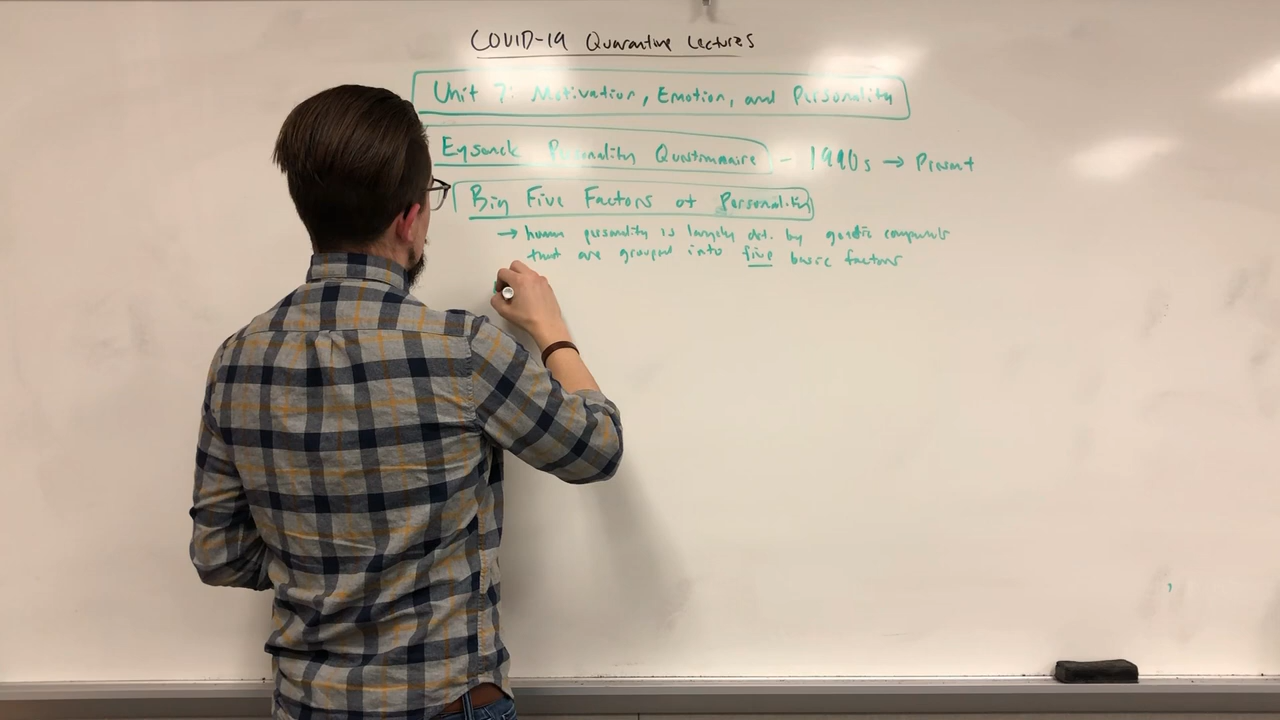 COVID-19 Quarantine Lectures
Unit 7: Motivation, Emotion, and Personality
Eysenck Personality Questionnaire - 1990s → Present
Big Five Factors of Personality
→ human personality is largely det. by genetic components
that are grouped into five basic factors